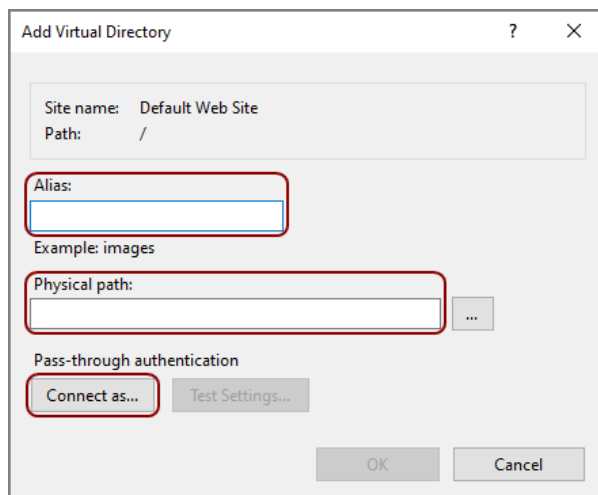 Add Virtual Directory ? ×
Site name: Default Web Site
Path: /
Alias:
Example: images
Physical path:
...
Pass-through authentication
Connect as... Test Settings...
OK Cancel